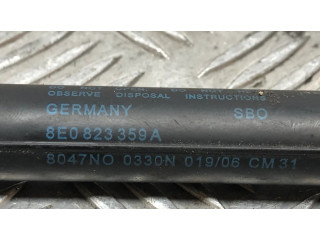 OBSERVE DISPOSAL INSTRUCTIONS
GERMANY SBO
8E0 823 359 A
8047NO 0330N 019/06 CM 31